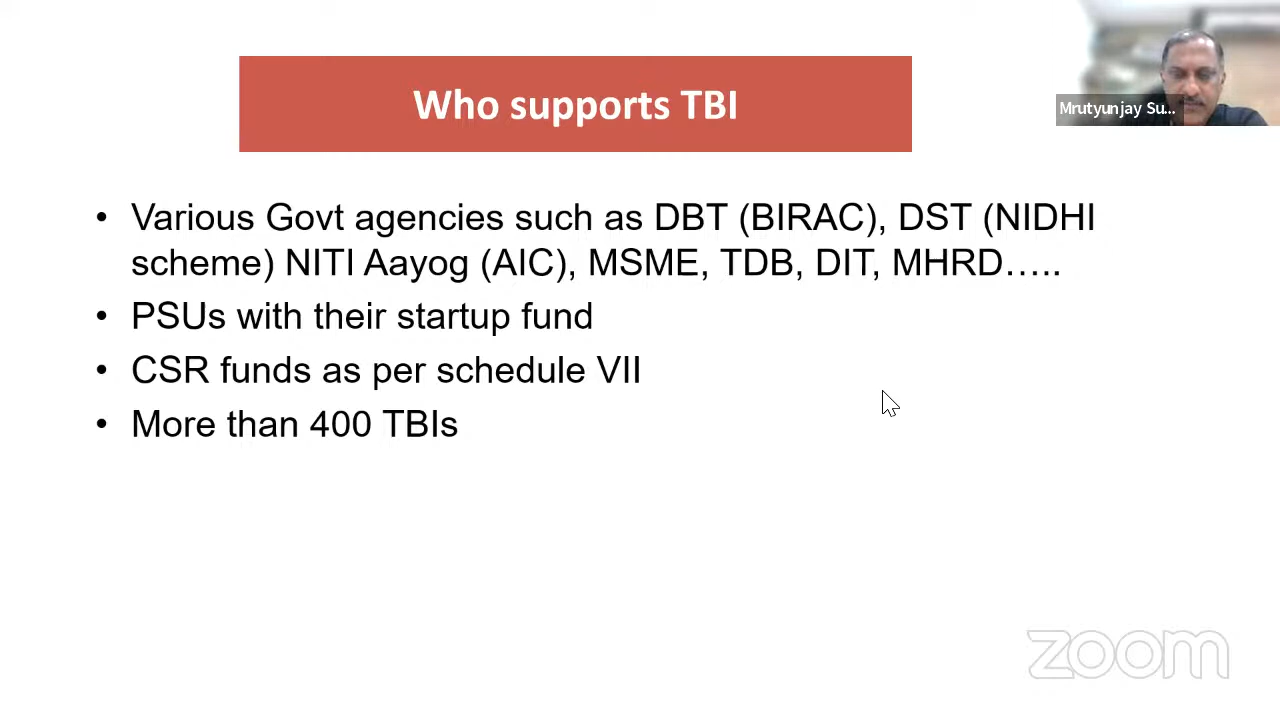 Who supports TBI
Mrutyunjay Su...
• Various Govt agencies such as DBT (BIRAC), DST (NIDHI
scheme) NITI Aayog (AIC), MSME, TDB, DIT, MHRD…..
• PSUs with their startup fund
• CSR funds as per schedule VII
• More than 400 TBIs
zoom